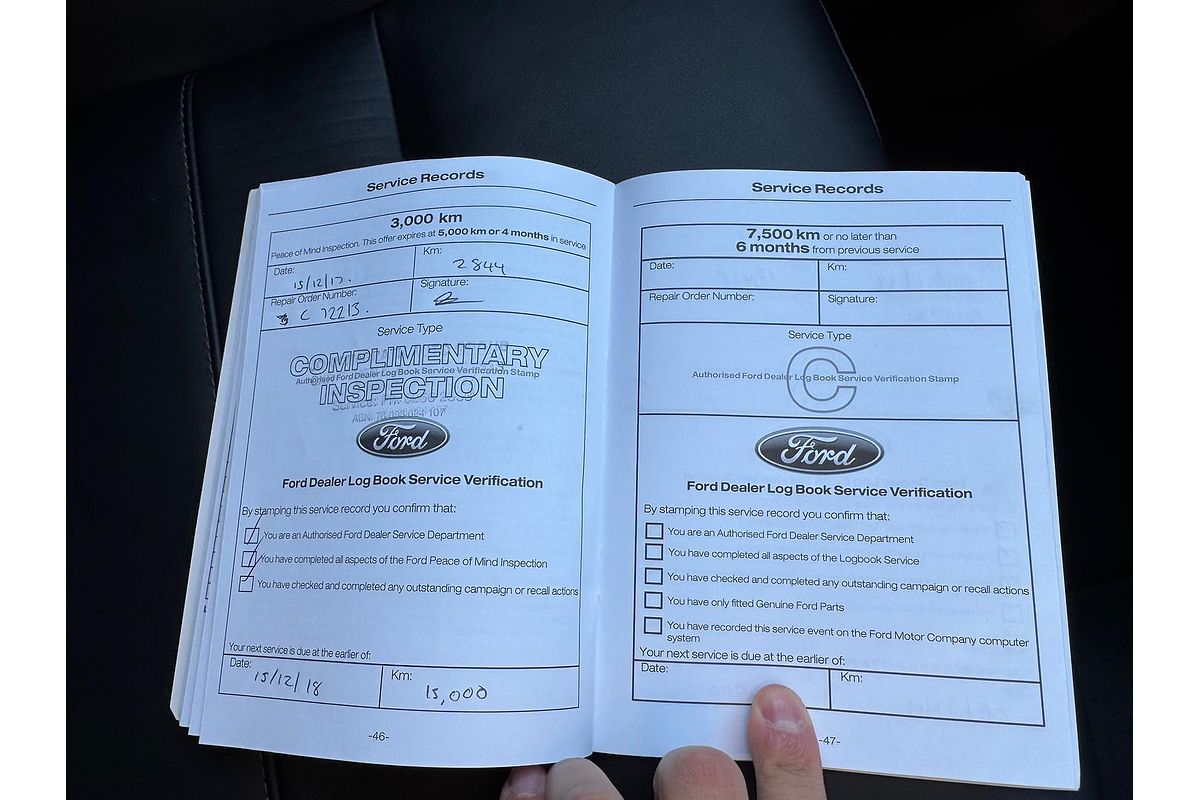 Service Records
3,000 km
Peace of Mind Inspection. This offer expires at 5,000 km or 4 months in service
Date:
15/12/17.
Km:
2844
Repair Order Number:
C 72213.
Signature:
Service Type
COMPLIMENTARY
Authorised Ford Dealer Log Book Service Verification Stamp
INSPECTION
Ford
Ford Dealer Log Book Service Verification
By stamping this service record you confirm that:
You are an Authorised Ford Dealer Service Department
You have completed all aspects of the Ford Peace of Mind Inspection
You have checked and completed any outstanding campaign or recall actions
Your next service is due at the earlier of:
Date:
15/12/18
Km:
15,000
-46-
Service Records
7,500 km or no later than
6 months from previous service
Date:
Km:
Repair Order Number:
Signature:
Service Type
C
Authorised Ford Dealer Log Book Service Verification Stamp
Ford
Ford Dealer Log Book Service Verification
By stamping this service record you confirm that:
You are an Authorised Ford Dealer Service Department
You have completed all aspects of the Logbook Service
You have checked and completed any outstanding campaign or recall actions
You have only fitted Genuine Ford Parts
You have recorded this service event on the Ford Motor Company computer
system
Your next service is due at the earlier of:
Date:
Km:
-47-